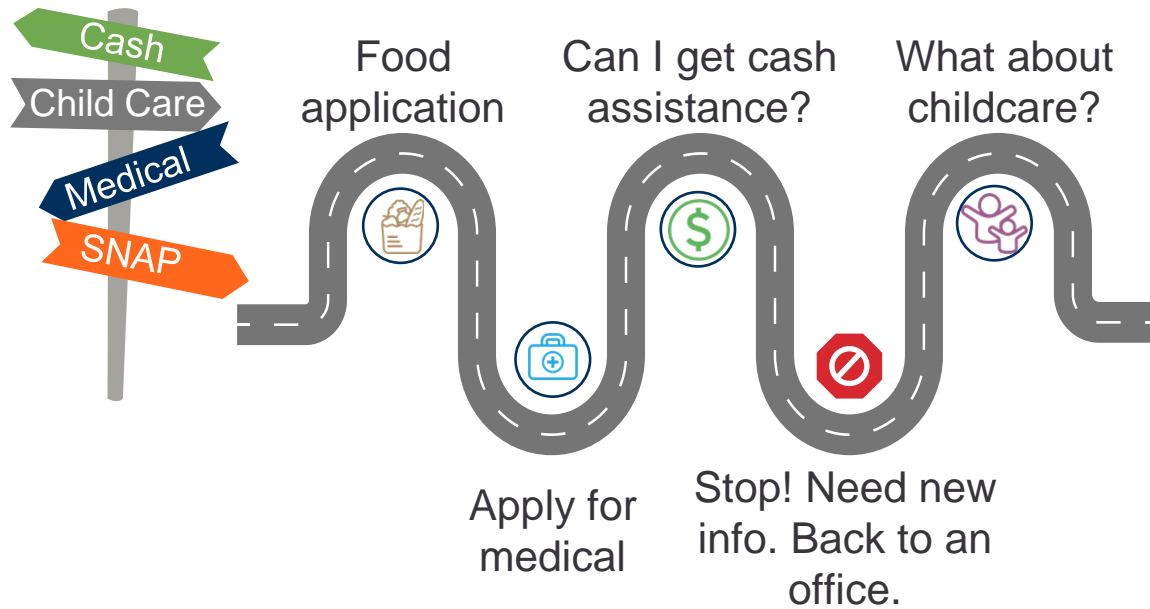 Cash
Child Care
Medical
SNAP
Food
application
Can I get cash
assistance?
What about
childcare?
$
Apply for
medical
Stop! Need new
info. Back to an
office.